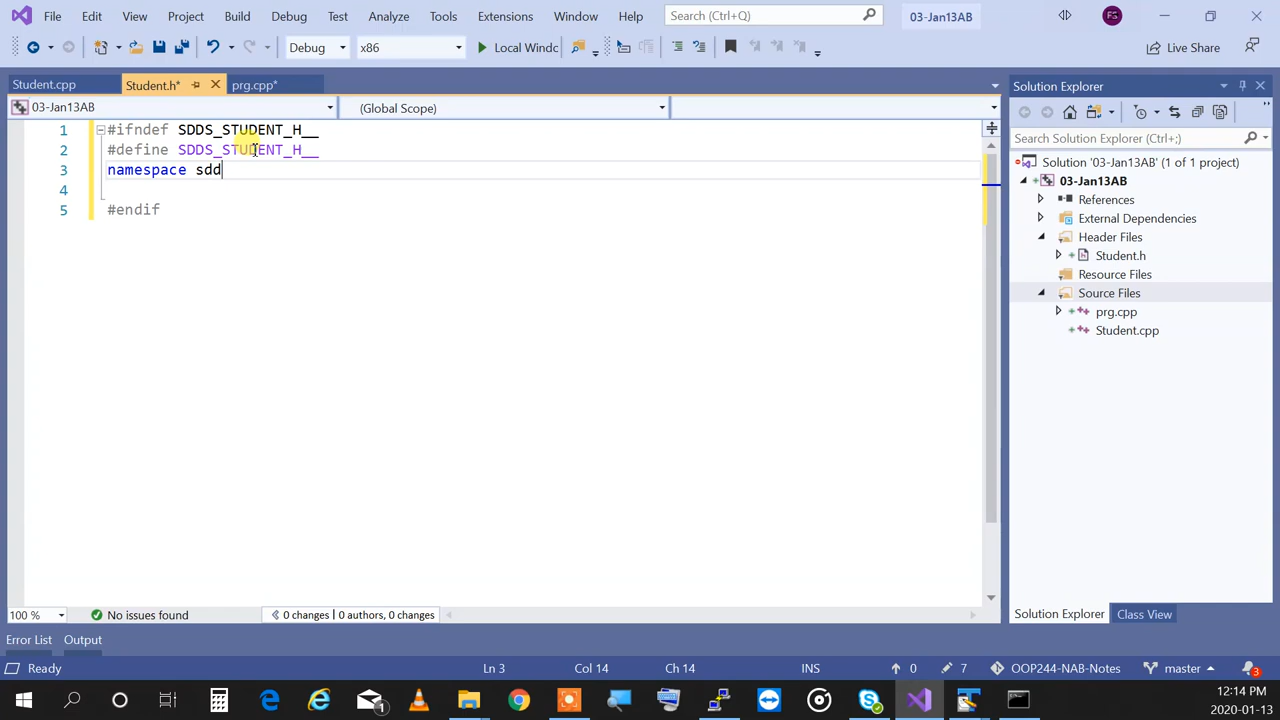 File Edit View Project Build Debug Test Analyze Tools Extensions Window Help Search (Ctrl+Q) 03-Jan13AB FS
Debug x86 Local Windc Live Share
Student.cpp Student.h* prg.cpp* Solution Explorer
03-Jan13AB (Global Scope)
1 #ifndef SDDS_STUDENT_H__
2 #define SDDS_STUDENT_H__
3 namespace sdd
4
5 #endif
Search Solution Explorer (Ctrl+;)
Solution '03-Jan13AB' (1 of 1 project)
03-Jan13AB
References
External Dependencies
Header Files
Student.h
Resource Files
Source Files
prg.cpp
Student.cpp
100 % No issues found 0 changes | 0 authors, 0 changes Solution Explorer Class View
Error List Output
Ready Ln 3 Col 14 Ch 14 INS 0 7 OOP244-NAB-Notes master 3
1 12:14 PM
2020-01-13